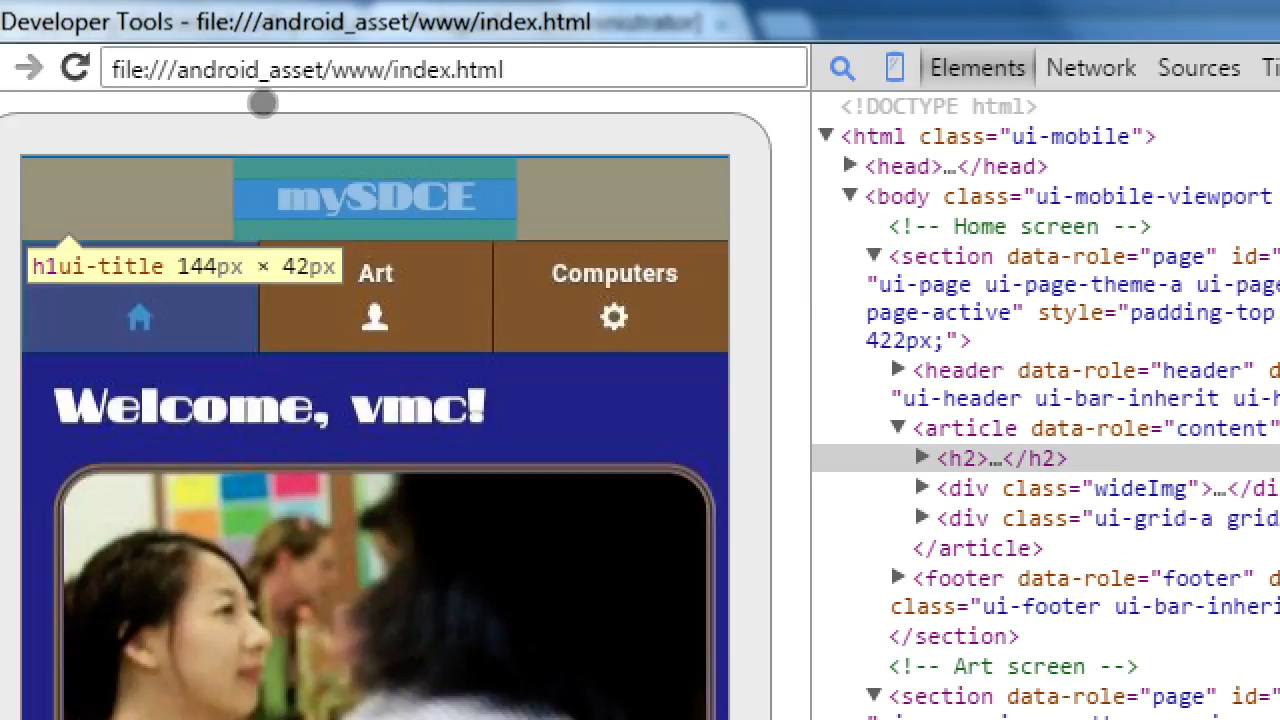 Developer Tools - file:///android_asset/www/index.html
file:///android_asset/www/index.html
Elements Network Sources Ti
mySDCE
h1ui-title 144px × 42px
Art
Computers
Welcome, vmc!
<!DOCTYPE html>
<html class="ui-mobile">
<head>…</head>
<body class="ui-mobile-viewport
<!-- Home screen -->
<section data-role="page" id="
"ui-page ui-page-theme-a ui-page
page-active" style="padding-top
422px;">
<header data-role="header" d
"ui-header ui-bar-inherit ui-h
<article data-role="content"
<h2>…</h2>
<div class="wideImg">…</di
<div class="ui-grid-a grid
</article>
<footer data-role="footer" d
class="ui-footer ui-bar-inheri
</section>
<!-- Art screen -->
<section data-role="page" id="